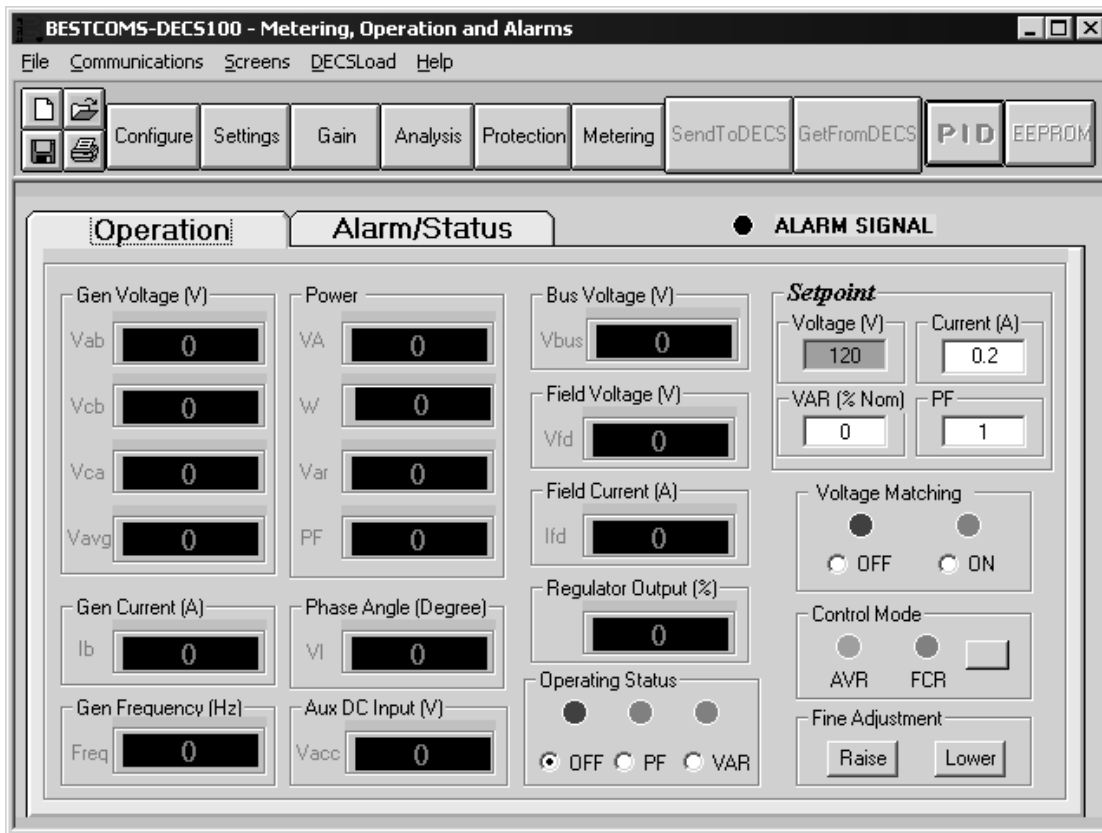 BESTCOMS-DECS100 - Metering, Operation and Alarms
File Communications Screens DECSLoad Help
Configure Settings Gain Analysis Protection Metering SendToDECS GetFromDECS PID EEPROM
Operation Alarm/Status ALARM SIGNAL
Gen Voltage (V)
Vab 0
Vcb 0
Vca 0
Vavg 0
Gen Current (A)
Ib 0
Gen Frequency (Hz)
Freq 0
Power
VA 0
W 0
Var 0
PF 0
Phase Angle (Degree)
VI 0
Aux DC Input (V)
Vacc 0
Bus Voltage (V)
Vbus 0
Field Voltage (V)
Vfd 0
Field Current (A)
Ifd 0
Regulator Output (%)
0
Operating Status
OFF PF VAR
Setpoint
Voltage (V) Current (A)
120 0.2
VAR (% Nom) PF
0 1
Voltage Matching
OFF ON
Control Mode
AVR FCR
Fine Adjustment
Raise Lower